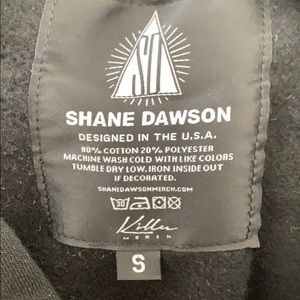 SD
SHANE DAWSON
DESIGNED IN THE U.S.A.
80% COTTON 20% POLYESTER
MACHINE WASH COLD WITH LIKE COLORS
TUMBLE DRY LOW. IRON INSIDE OUT
IF DECORATED.
SHANEDAWSONMERCH.COM
30
Killer
MERCH
S